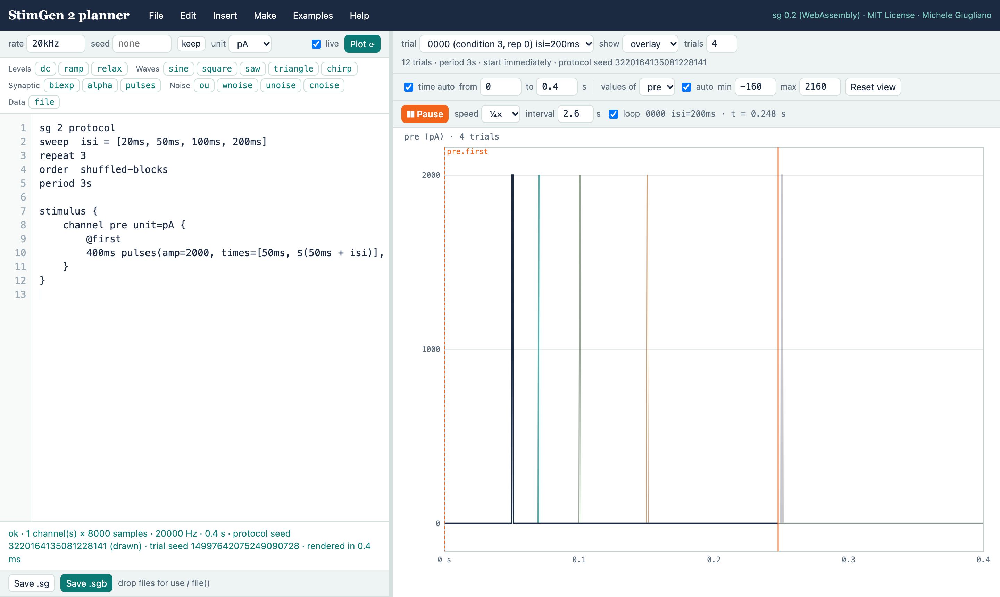 StimGen 2 planner File Edit Insert Make Examples Help sg 0.2 (WebAssembly) · MIT License · Michele Giugliano
rate 20kHz seed none keep unit pA live Plot ⟳
Levels dc ramp relax Waves sine square saw triangle chirp
Synaptic biexp alpha pulses Noise ou wnoise unoise cnoise
Data file
1 sg 2 protocol
2 sweep  isi = [20ms, 50ms, 100ms, 200ms]
3 repeat 3
4 order  shuffled-blocks
5 period 3s
6
7 stimulus {
8     channel pre unit=pA {
9         @first
10         400ms pulses(amp=2000, times=[50ms, $(50ms + isi)],
11     }
12 }
13
ok · 1 channel(s) × 8000 samples · 20000 Hz · 0.4 s · protocol seed
3220164135081228141 (drawn) · trial seed 14997642075249090728 · rendered in 0.4
ms
Save .sg Save .sgb drop files for use / file()
trial 0000 (condition 3, rep 0) isi=200ms show overlay trials 4
12 trials · period 3s · start immediately · protocol seed 3220164135081228141
time auto from 0 to 0.4 s values of pre auto min −160 max 2160 Reset view
Pause speed ¼× interval 2.6 s loop 0000 isi=200ms · t = 0.248 s
pre (pA) · 4 trials
pre.first
2000
1000
0
0 s 0.1 0.2 0.3 0.4